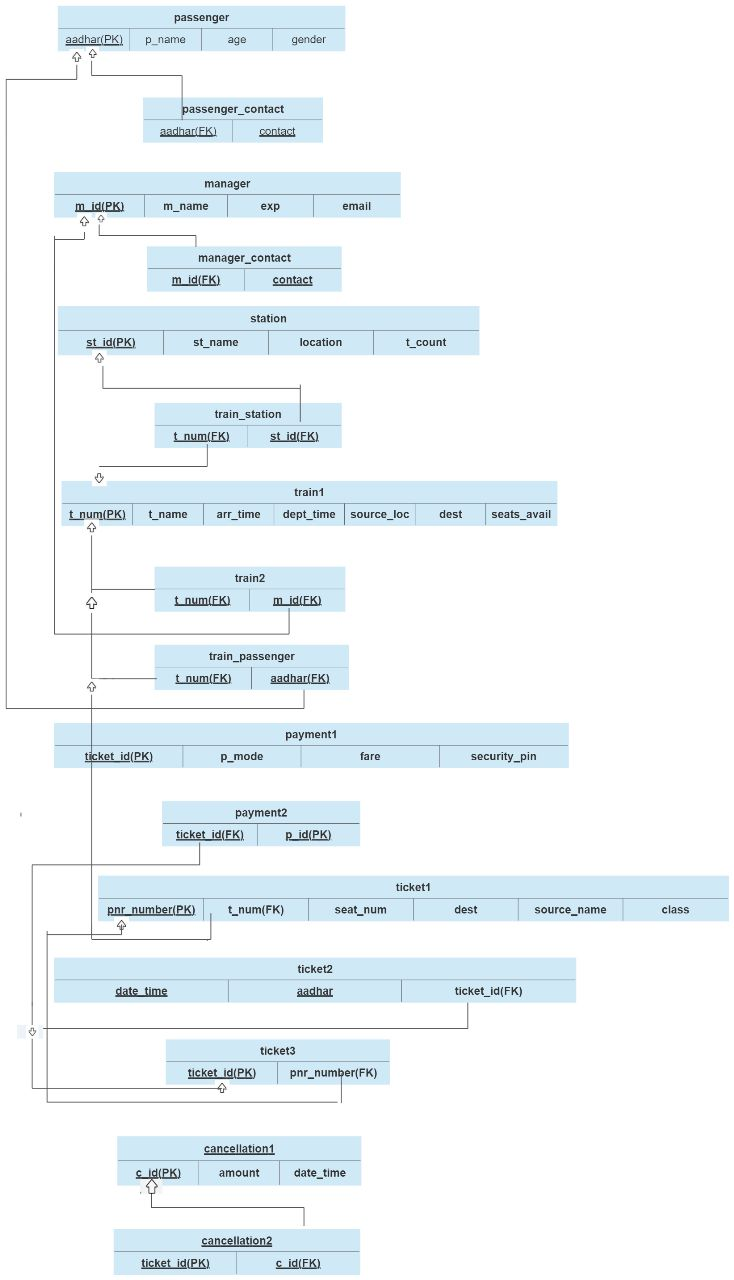 passenger
aadhar(PK) p_name age gender
passenger_contact
aadhar(FK) contact
manager
m_id(PK) m_name exp email
manager_contact
m_id(FK) contact
station
st_id(PK) st_name location t_count
train_station
t_num(FK) st_id(FK)
train1
t_num(PK) t_name arr_time dept_time source_loc dest seats_avail
train2
t_num(FK) m_id(FK)
train_passenger
t_num(FK) aadhar(FK)
payment1
ticket_id(PK) p_mode fare security_pin
payment2
ticket_id(FK) p_id(PK)
ticket1
pnr_number(PK) t_num(FK) seat_num dest source_name class
ticket2
date_time aadhar ticket_id(FK)
ticket3
ticket_id(PK) pnr_number(FK)
cancellation1
c_id(PK) amount date_time
cancellation2
ticket_id(PK) c_id(FK)